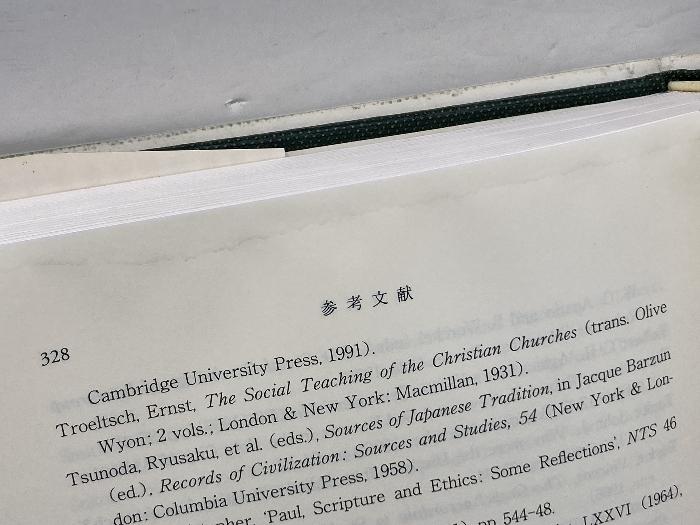 参考文献
328
Cambridge University Press, 1991).
Troeltsch, Ernst, The Social Teaching of the Christian Churches (trans. Olive
Wyon; 2 vols.; London & New York: Macmillan, 1931).
Tsunoda, Ryusaku, et al. (eds.), Sources of Japanese Tradition, in Jacque Barzun
(ed.), Records of Civilization: Sources and Studies, 54 (New York & Lon-
don: Columbia University Press, 1958).
'Paul, Scripture and Ethics: Some Reflections', NTS 46
pp. 544-48.
LXXVI (1964),